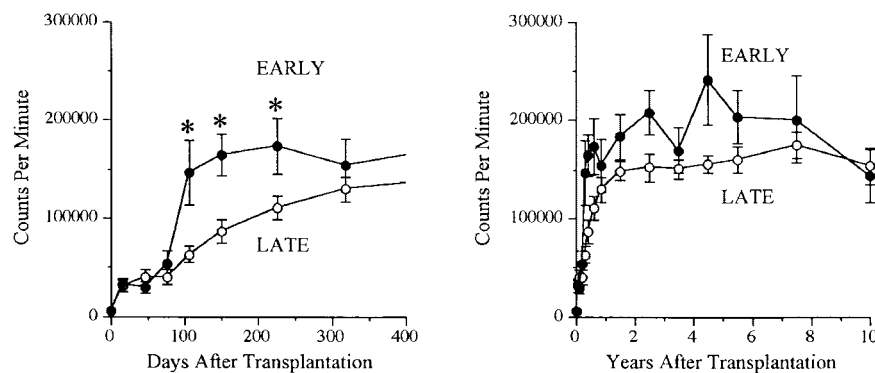 300000
200000
100000
0
Counts Per Minute
EARLY
* * *
LATE
0 100 200 300 400
Days After Transplantation
300000
200000
100000
0
Counts Per Minute
EARLY
LATE
0 2 4 6 8 10
Years After Transplantation